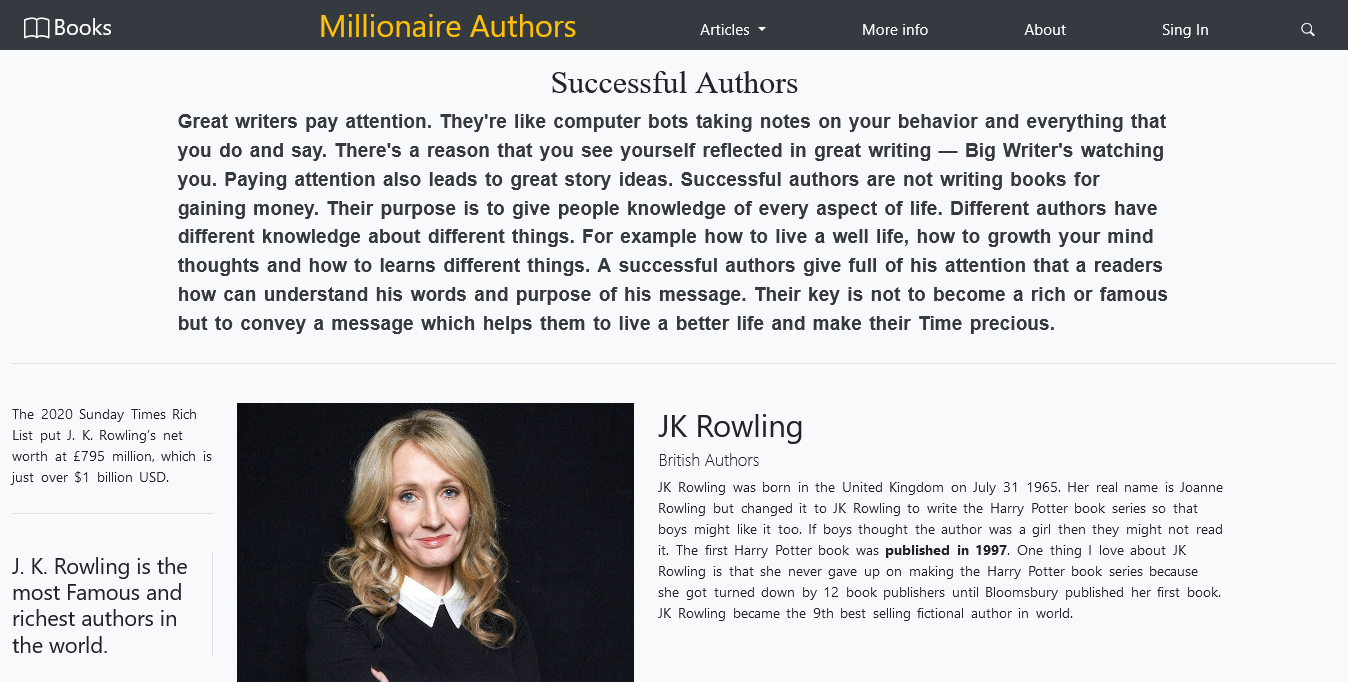 Books
Millionaire Authors
Articles
More info
About
Sing In
Successful Authors
Great writers pay attention. They're like computer bots taking notes on your behavior and everything that
you do and say. There's a reason that you see yourself reflected in great writing — Big Writer's watching
you. Paying attention also leads to great story ideas. Successful authors are not writing books for
gaining money. Their purpose is to give people knowledge of every aspect of life. Different authors have
different knowledge about different things. For example how to live a well life, how to growth your mind
thoughts and how to learns different things. A successful authors give full of his attention that a readers
how can understand his words and purpose of his message. Their key is not to become a rich or famous
but to convey a message which helps them to live a better life and make their Time precious.
The 2020 Sunday Times Rich
List put J. K. Rowling's net
worth at £795 million, which is
just over $1 billion USD.
J. K. Rowling is the
most Famous and
richest authors in
the world.
JK Rowling
British Authors
JK Rowling was born in the United Kingdom on July 31 1965. Her real name is Joanne
Rowling but changed it to JK Rowling to write the Harry Potter book series so that
boys might like it too. If boys thought the author was a girl then they might not read
it. The first Harry Potter book was published in 1997. One thing I love about JK
Rowling is that she never gave up on making the Harry Potter book series because
she got turned down by 12 book publishers until Bloomsbury published her first book.
JK Rowling became the 9th best selling fictional author in world.